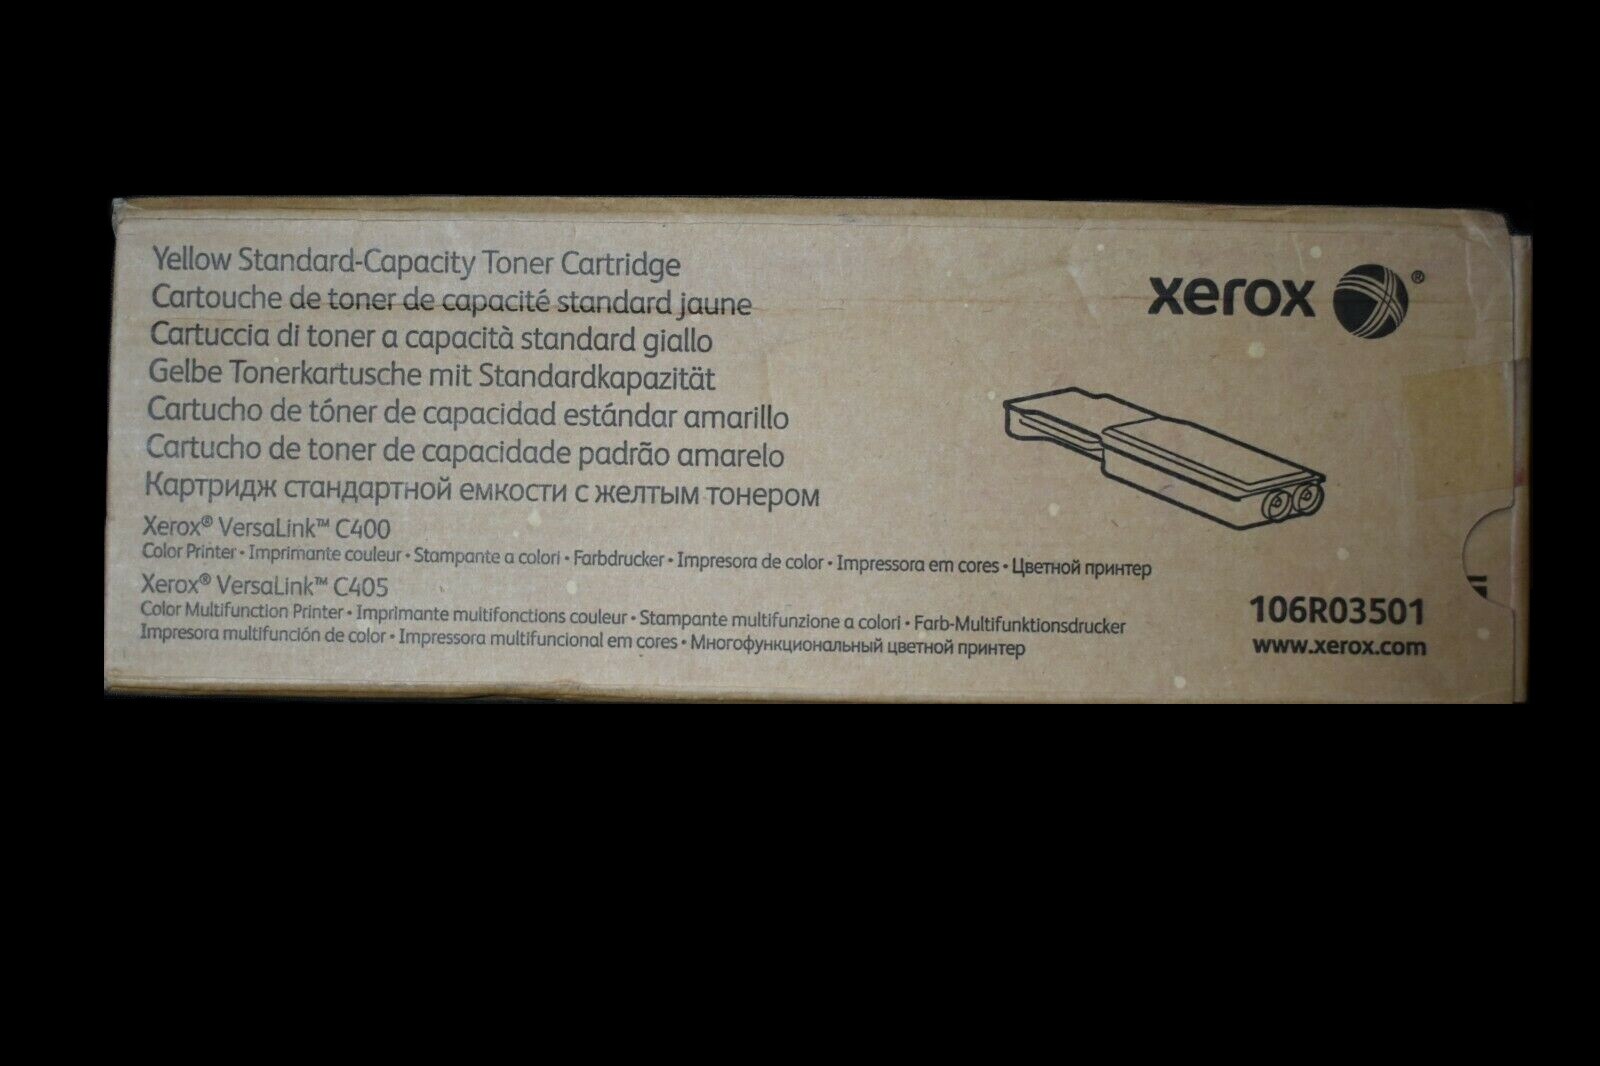 Yellow Standard-Capacity Toner Cartridge
Cartouche de toner de capacité standard jaune
Cartuccia di toner a capacità standard giallo
Gelbe Tonerkartusche mit Standardkapazität
Cartucho de tóner de capacidad estándar amarillo
Cartucho de toner de capacidade padrão amarelo
Картридж стандартной емкости с желтым тонером
Xerox® VersaLink™ C400
Color Printer • Imprimante couleur • Stampante a colori • Farbdrucker • Impresora de color • Impressora em cores • Цветной принтер
Xerox® VersaLink™ C405
Color Multifunction Printer • Imprimante multifonctions couleur • Stampante multifunzione a colori • Farb-Multifunktionsdrucker
Impresora multifunción de color • Impressora multifuncional em cores • Многофункциональный цветной принтер
xerox ®
106R03501
www.xerox.com